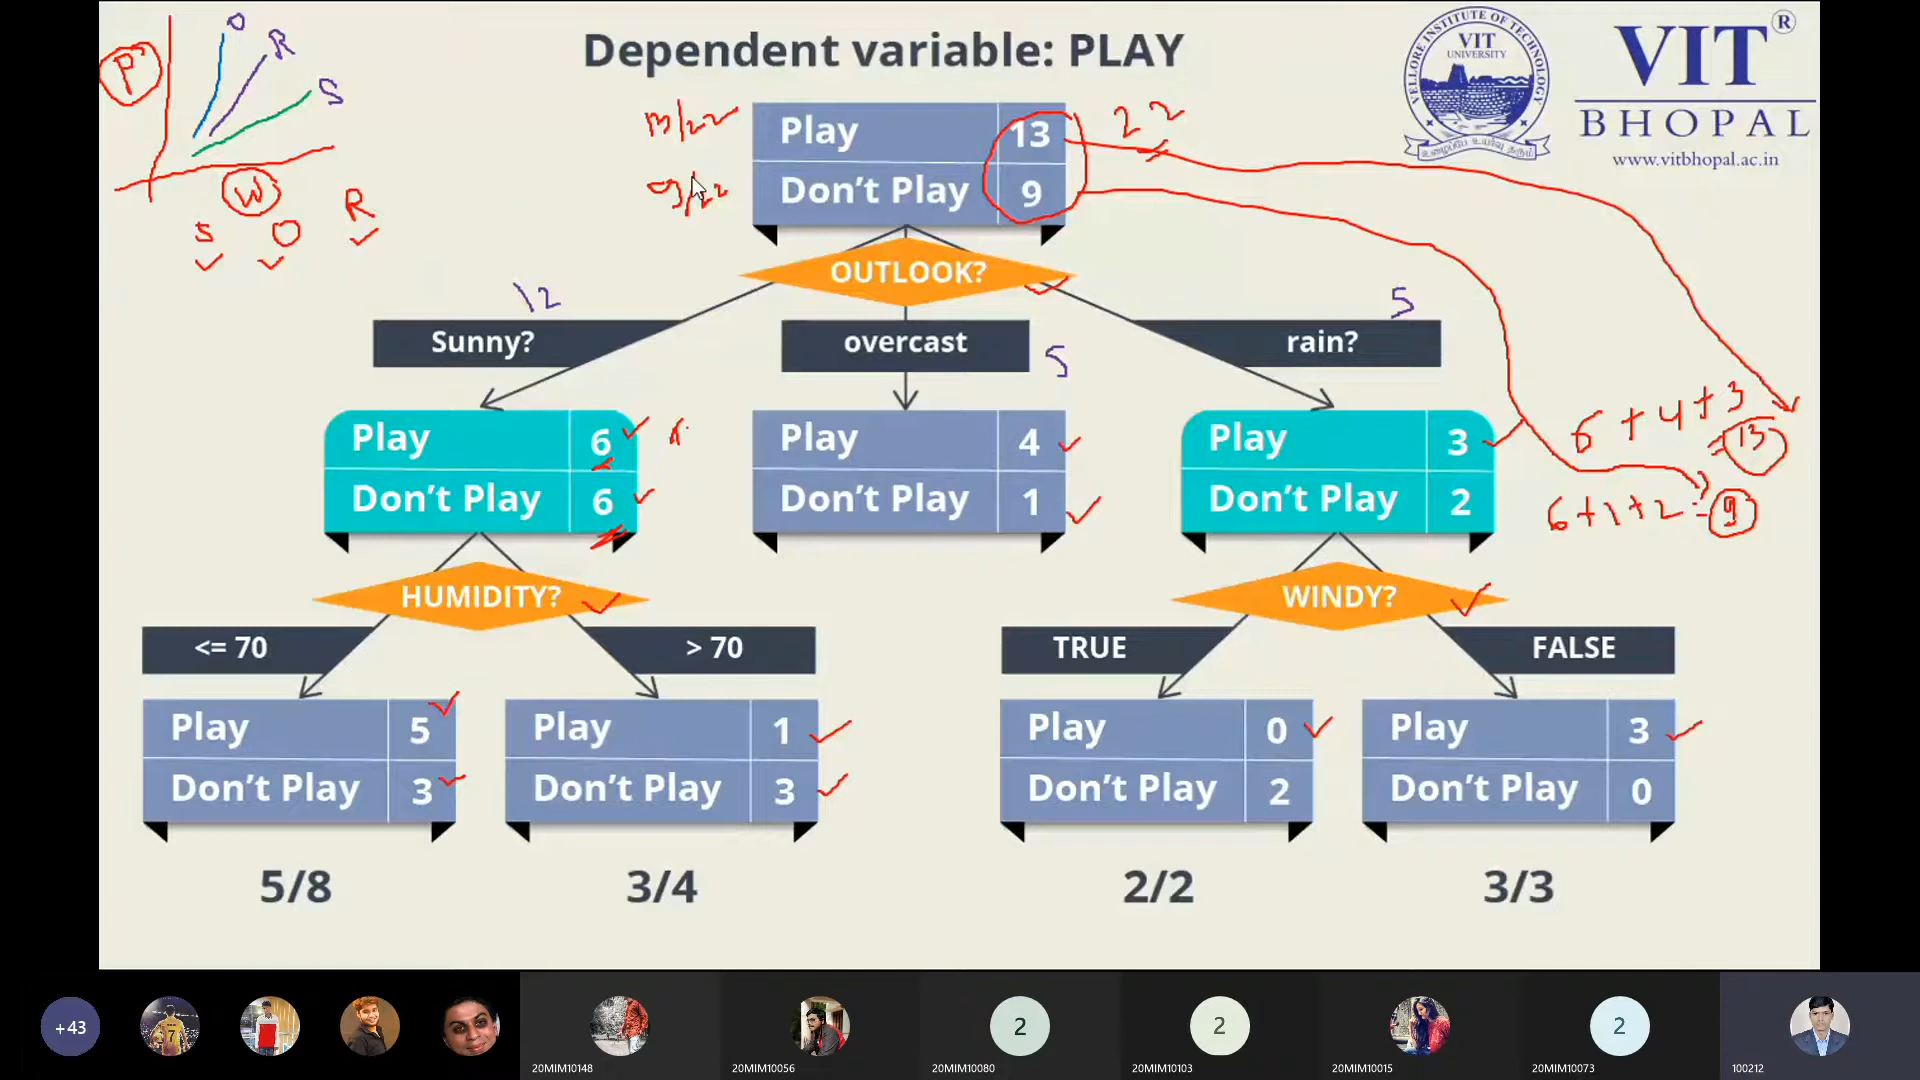 Dependent variable: PLAY
VELLORE INSTITUTE OF TECHNOLOGY
VIT
UNIVERSITY
VIT®
BHOPAL
www.vitbhopal.ac.in
P
O
R
S
W
S O R
13/22
Play 13
22
9/22
Don't Play 9
OUTLOOK?
12
5
Sunny?
overcast
5
rain?
Play 6
Don't Play 6
Play 4
Don't Play 1
Play 3
Don't Play 2
6+4+3
=13
6+1+2=9
HUMIDITY?
WINDY?
<= 70
> 70
TRUE
FALSE
Play 5
Don't Play 3
Play 1
Don't Play 3
Play 0
Don't Play 2
Play 3
Don't Play 0
5/8
3/4
2/2
3/3
+43
7
2
2
2
20MIM10148
20MIM10056
20MIM10080
20MIM10103
20MIM10015
20MIM10073
100212